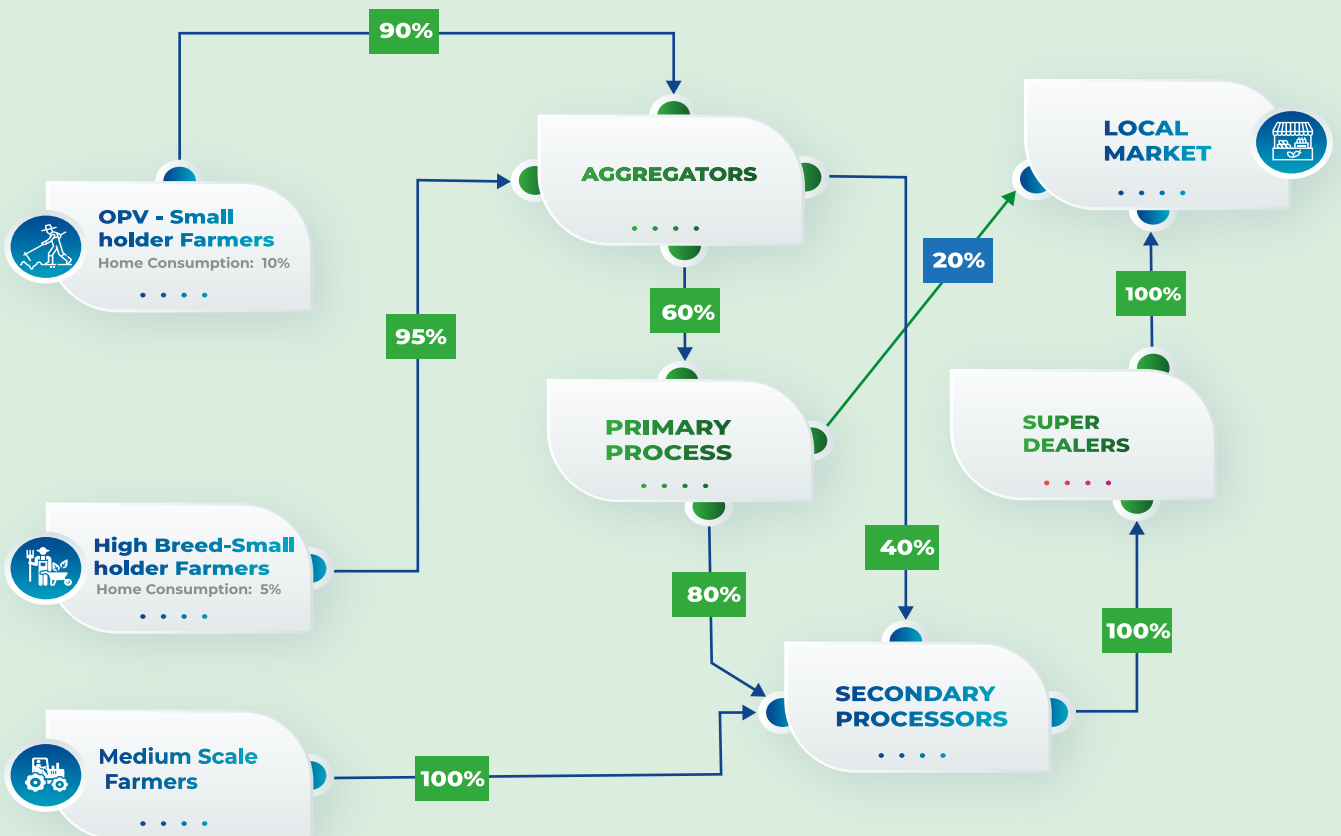 90%
LOCAL
MARKET
AGGREGATORS
OPV - Small
holder Farmers
Home Consumption: 10%
20%
60%
100%
95%
PRIMARY
PROCESS
SUPER
DEALERS
High Breed-Small
holder Farmers
Home Consumption: 5%
40%
80%
100%
SECONDARY
PROCESSORS
Medium Scale
Farmers
100%